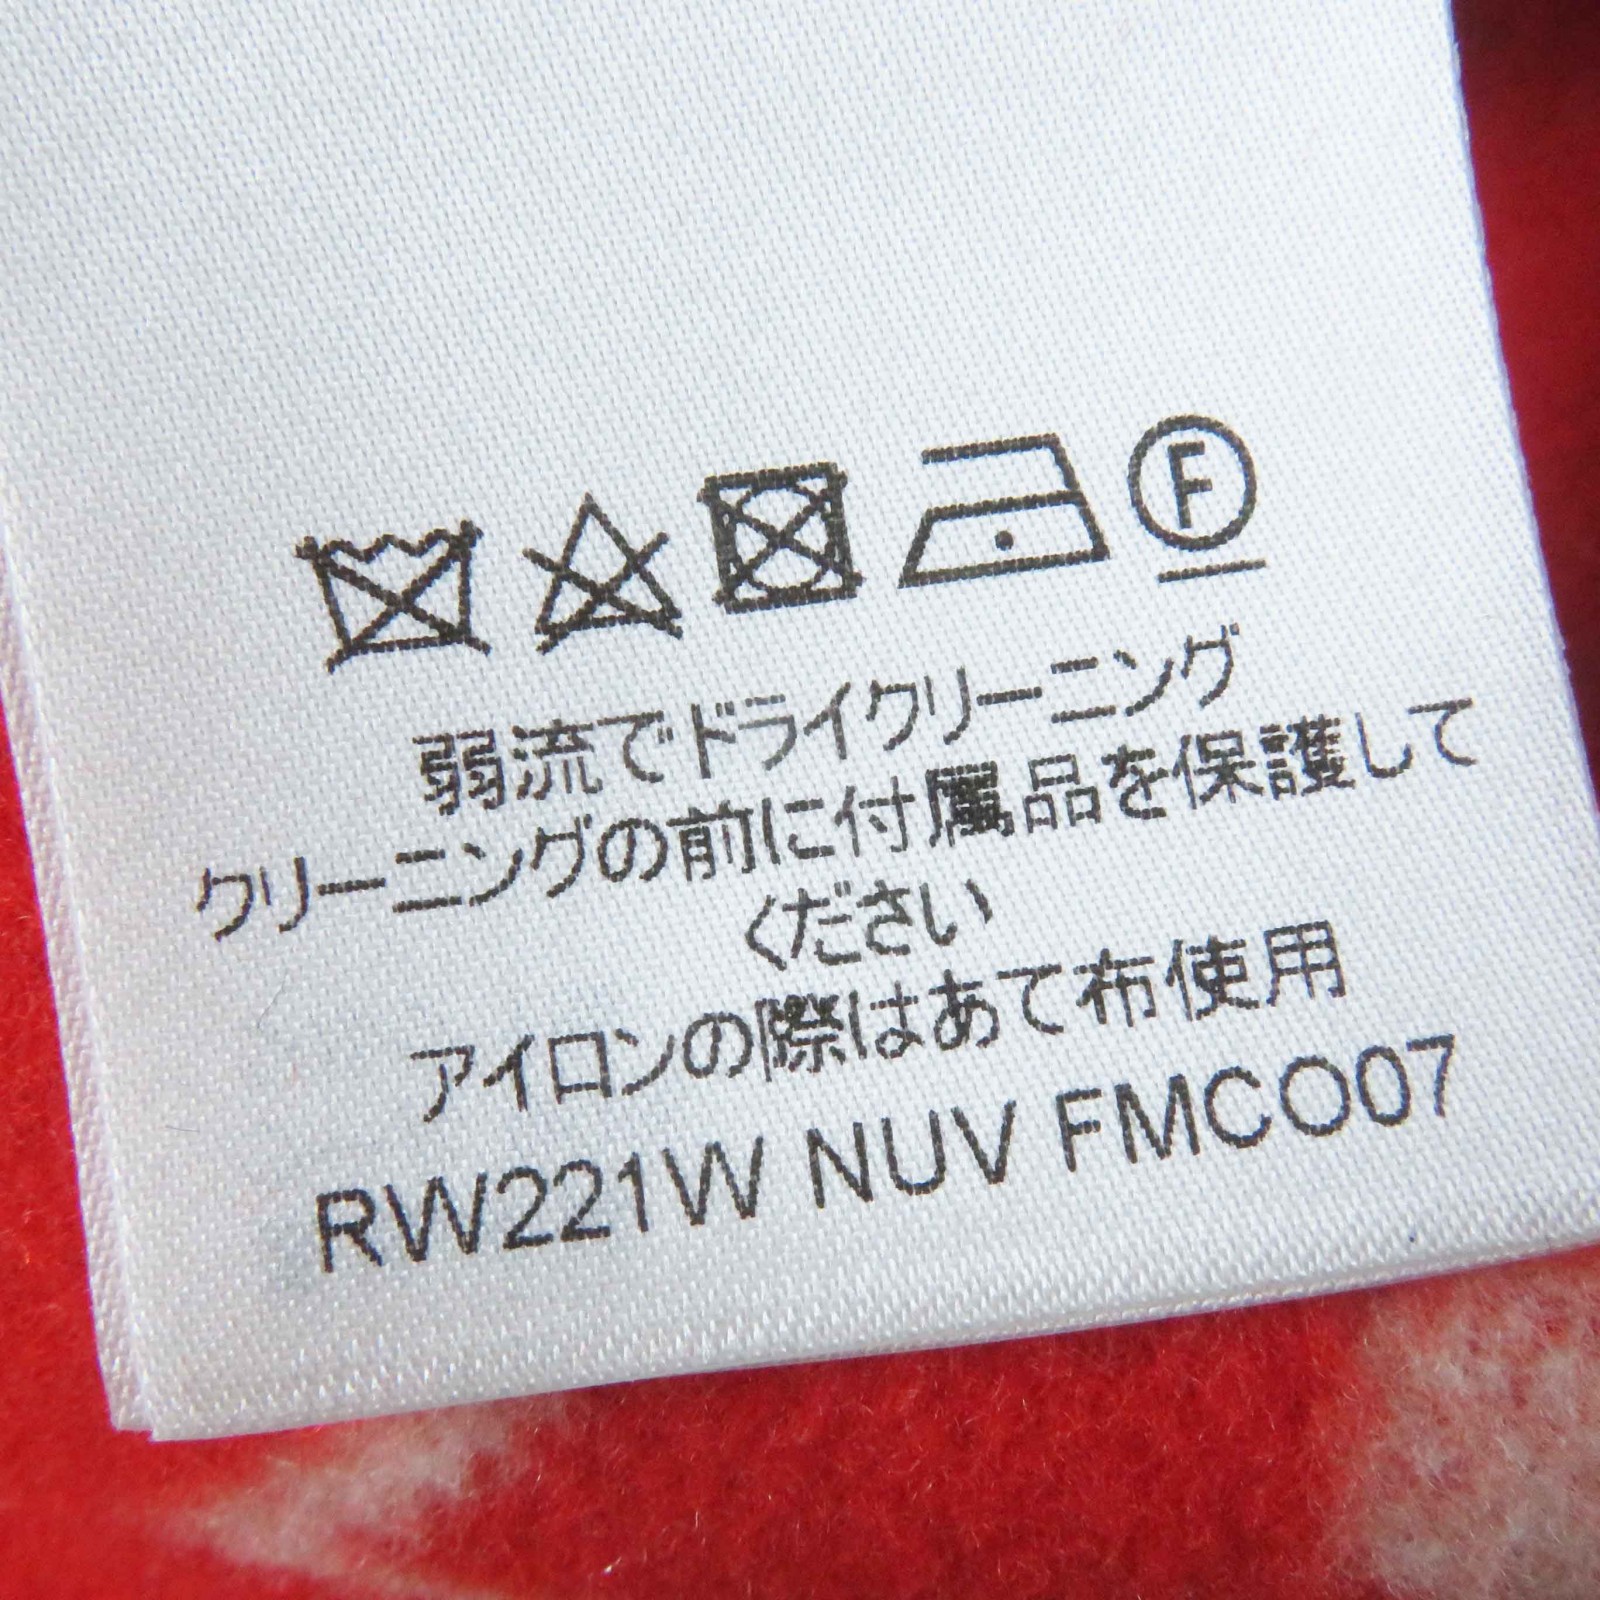 F
弱流でドライクリーニング
クリーニングの前に付属品を保護して
ください
アイロンの際はあて布使用
RW221W NUV FMCO07